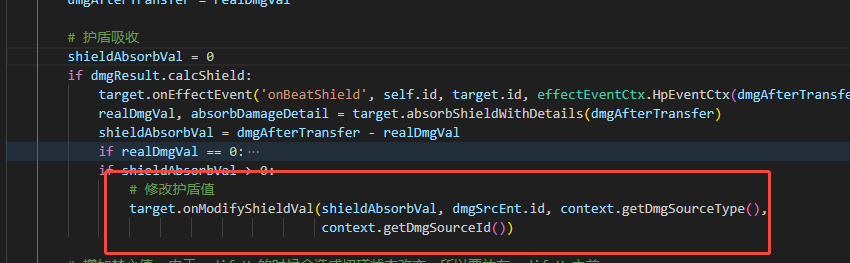 dmgAfterTransfer = realDmgVal
# 护盾吸收
shieldAbsorbVal = 0
if dmgResult.calcShield:
target.onEffectEvent('onBeatShield', self.id, target.id, effectEventCtx.HpEventCtx(dmgAfterTransfe
realDmgVal, absorbDamageDetail = target.absorbShieldWithDetails(dmgAfterTransfer)
shieldAbsorbVal = dmgAfterTransfer - realDmgVal
if realDmgVal == 0:…
if shieldAbsorbVal > 0:
# 修改护盾值
target.onModifyShieldVal(shieldAbsorbVal, dmgSrcEnt.id, context.getDmgSourceType(),
context.getDmgSourceId())